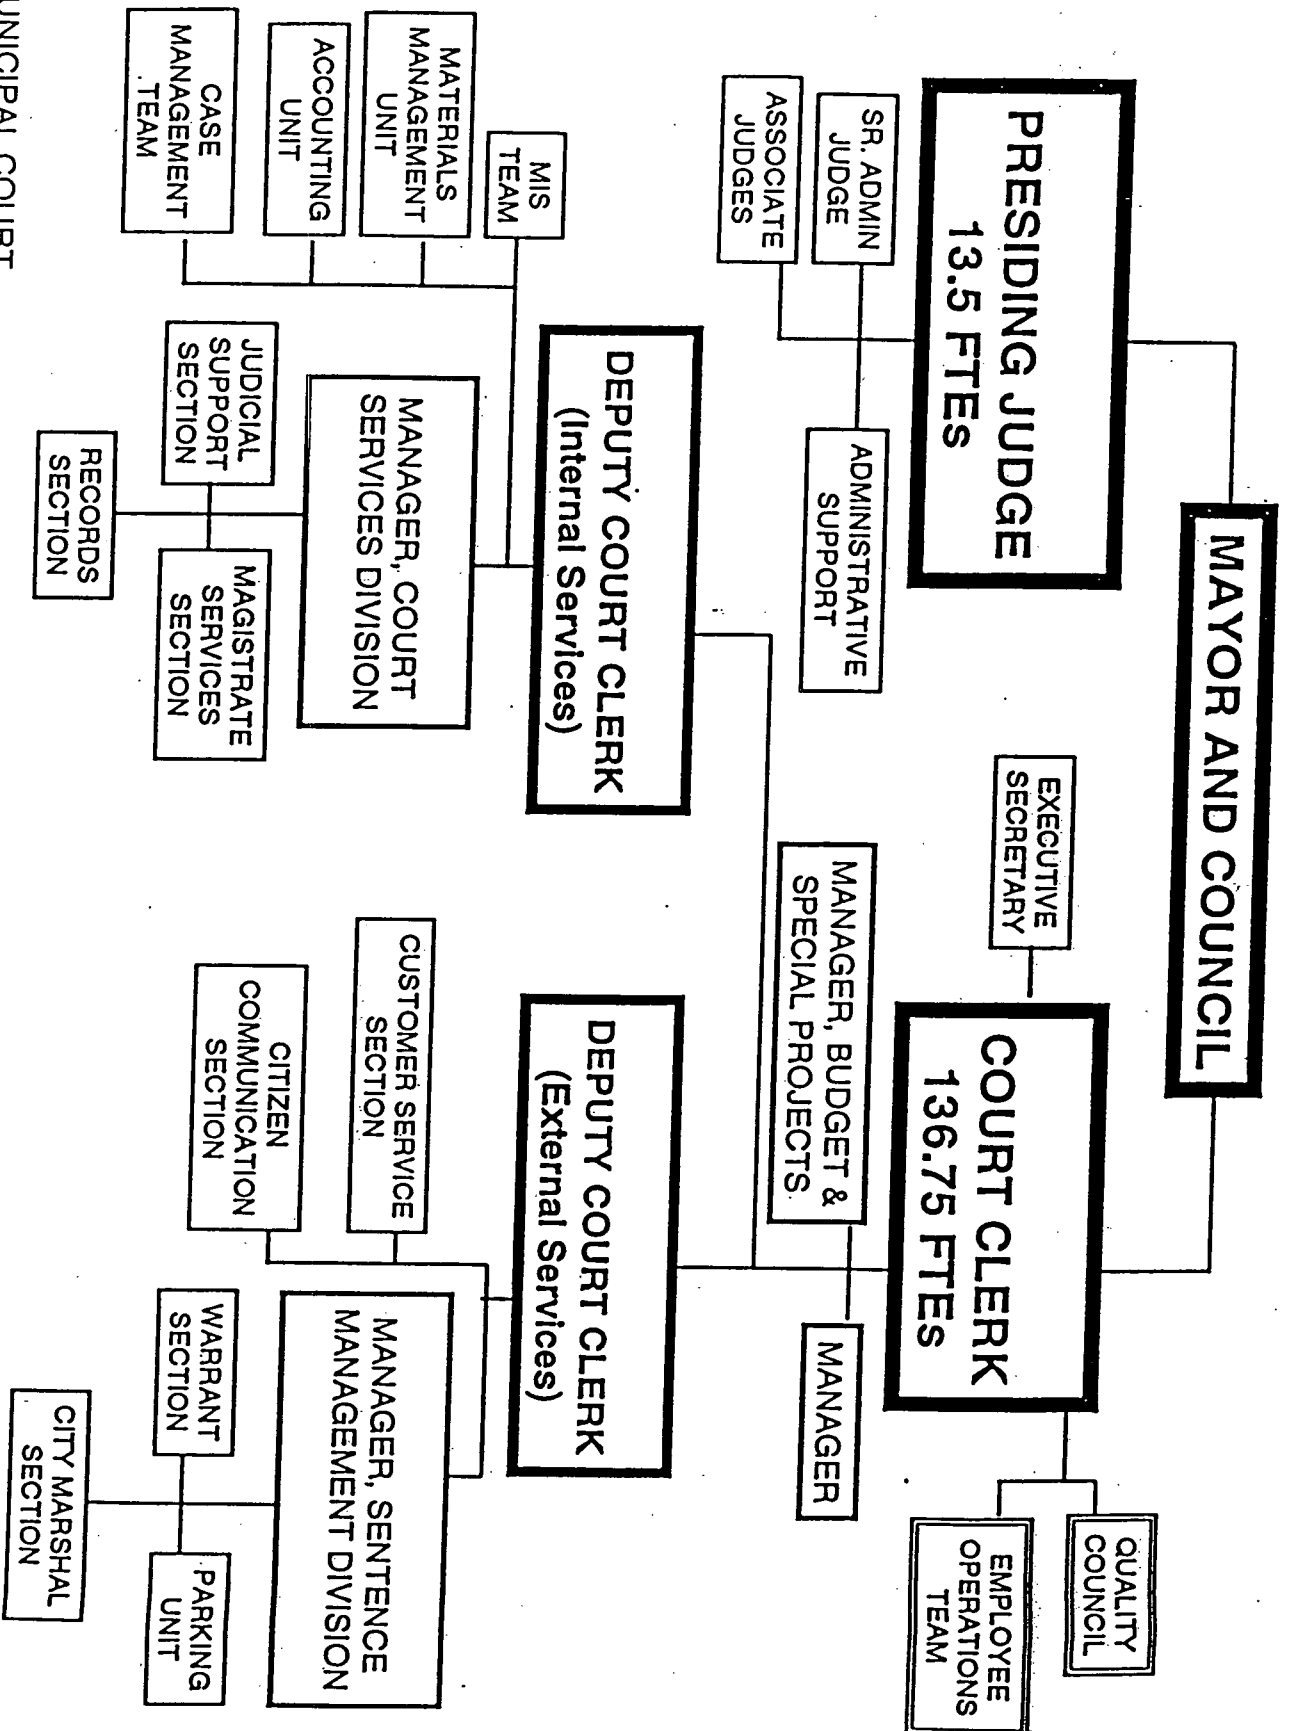 MAYOR AND COUNCIL
PRESIDING JUDGE
13.5 FTEs
SR. ADMIN
JUDGE
ASSOCIATE
JUDGES
ADMINISTRATIVE
SUPPORT
EXECUTIVE
SECRETARY
COURT CLERK
136.75 FTEs
QUALITY
COUNCIL
EMPLOYEE
OPERATIONS
TEAM
MANAGER, BUDGET &
SPECIAL PROJECTS
MANAGER
DEPUTY COURT CLERK
(Internal Services)
MIS
TEAM
MATERIALS
MANAGEMENT
UNIT
ACCOUNTING
UNIT
CASE
MANAGEMENT
TEAM
MANAGER, COURT
SERVICES DIVISION
JUDICIAL
SUPPORT
SECTION
MAGISTRATE
SERVICES
SECTION
RECORDS
SECTION
DEPUTY COURT CLERK
(External Services)
CUSTOMER SERVICE
SECTION
CITIZEN
COMMUNICATION
SECTION
MANAGER, SENTENCE
MANAGEMENT DIVISION
WARRANT
SECTION
PARKING
UNIT
CITY MARSHAL
SECTION
UNICIPAL COURT